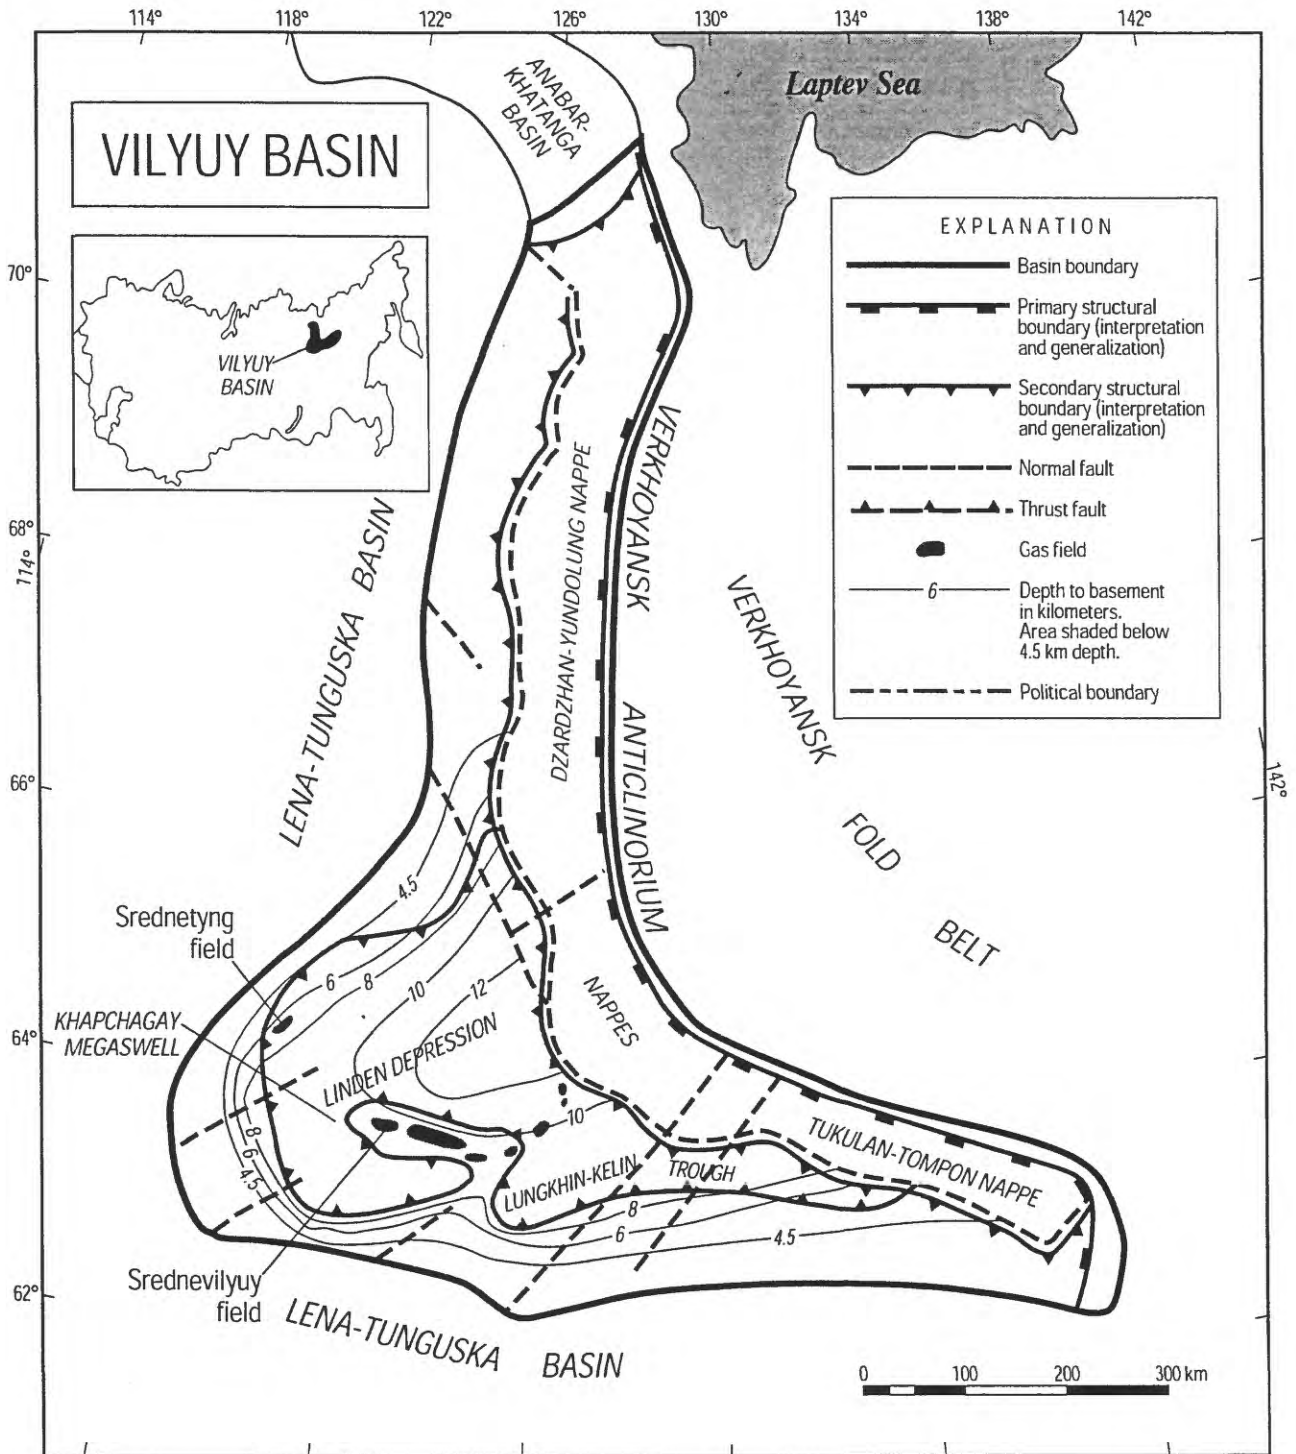 114° 118° 122° 126° 130° 134° 138° 142°
ANABAR-
KHATANGA
BASIN
Laptev Sea
VILYUY BASIN
VILYUY
BASIN
EXPLANATION
Basin boundary
Primary structural
boundary (interpretation
and generalization)
Secondary structural
boundary (interpretation
and generalization)
Normal fault
Thrust fault
Gas field
6
Depth to basement
in kilometers.
Area shaded below
4.5 km depth.
Political boundary
70°
68°
114°
66°
142°
64°
62°
LENA-TUNGUSKA BASIN
DZARDZHAN-YUNDOLUNG NAPPE
VERKHOYANSK
ANTICLINORIUM
VERKHOYANSK
FOLD
BELT
4.5
6
8
10
12
Srednetyng
field
KHAPCHAGAY
MEGASWELL
LINDEN DEPRESSION
NAPPES
10
8
6
4.5
LUNGKHIN-KELIN
TROUGH
TUKULAN-TOMPON NAPPE
8
6
4.5
Srednevilyuy
field
LENA-TUNGUSKA BASIN
0 100 200 300 km